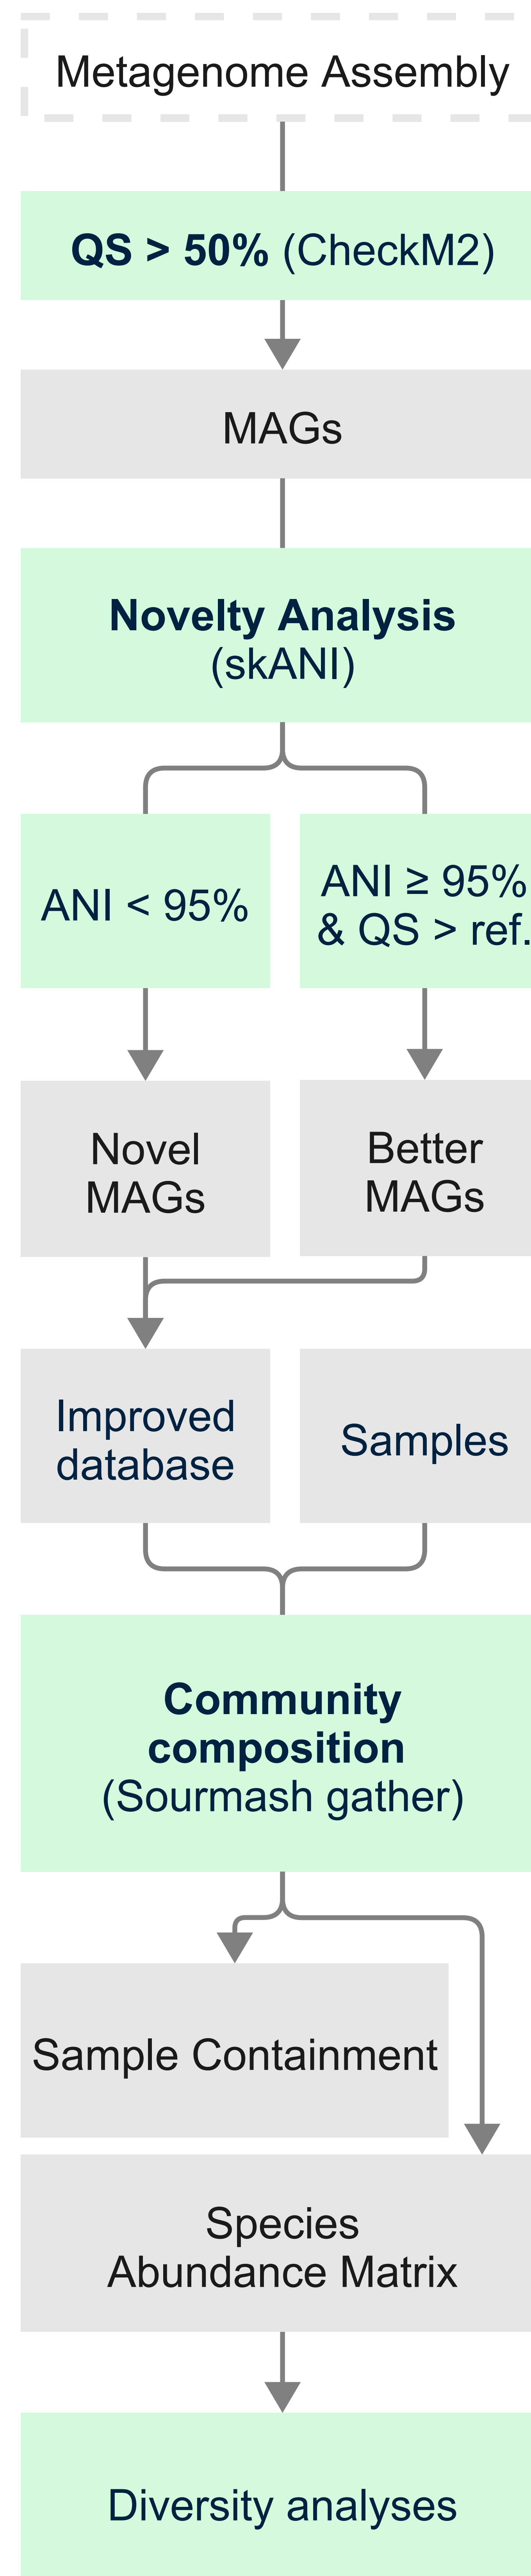 Metagenome Assembly
QS > 50% (CheckM2)
MAGs
Novelty Analysis
(skANI)
ANI < 95%
ANI ≥ 95%
& QS > ref.
Novel
MAGs
Better
MAGs
Improved
database
Samples
Community
composition
(Sourmash gather)
Sample Containment
Species
Abundance Matrix
Diversity analyses